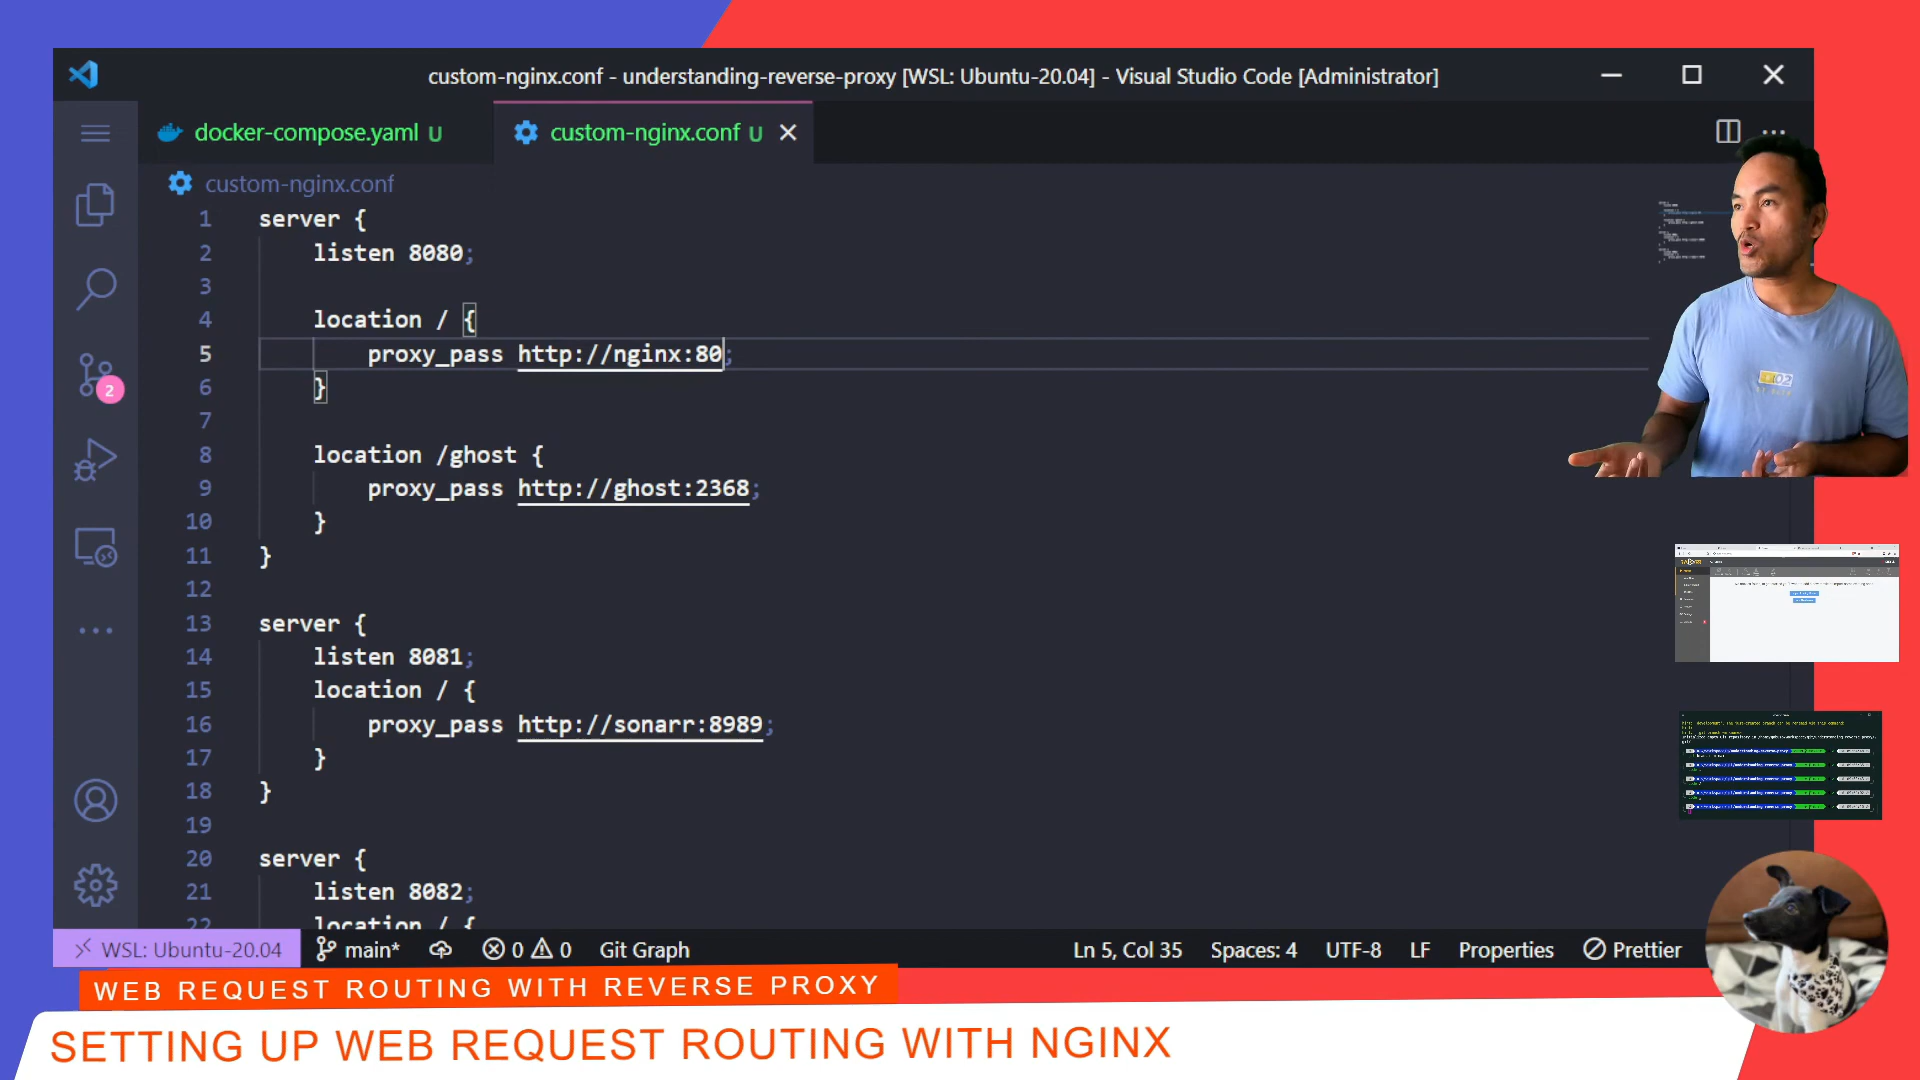 custom-nginx.conf - understanding-reverse-proxy [WSL: Ubuntu-20.04] - Visual Studio Code [Administrator]
docker-compose.yaml U
custom-nginx.conf U
custom-nginx.conf
1 server {
2 listen 8080;
3
4 location / {
5 proxy_pass http://nginx:80;
6 }
7
8 location /ghost {
9 proxy_pass http://ghost:2368;
10 }
11 }
12
13 server {
14 listen 8081;
15 location / {
16 proxy_pass http://sonarr:8989;
17 }
18 }
19
20 server {
21 listen 8082;
22 location / {
2
WSL: Ubuntu-20.04 main* 0 0 Git Graph Ln 5, Col 35 Spaces: 4 UTF-8 LF Properties Prettier
WEB REQUEST ROUTING WITH REVERSE PROXY
SETTING UP WEB REQUEST ROUTING WITH NGINX